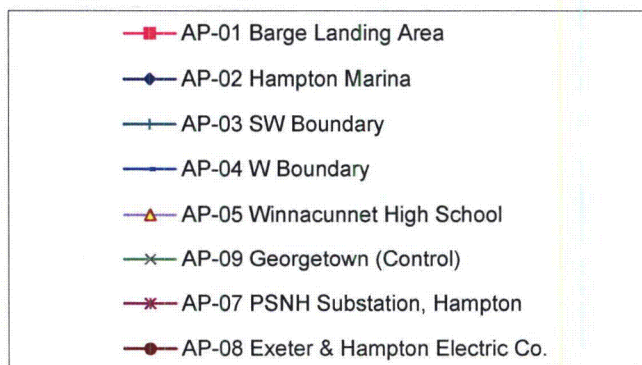 AP-01 Barge Landing Area
AP-02 Hampton Marina
AP-03 SW Boundary
AP-04 W Boundary
AP-05 Winnacunnet High School
AP-09 Georgetown (Control)
AP-07 PSNH Substation, Hampton
AP-08 Exeter & Hampton Electric Co.